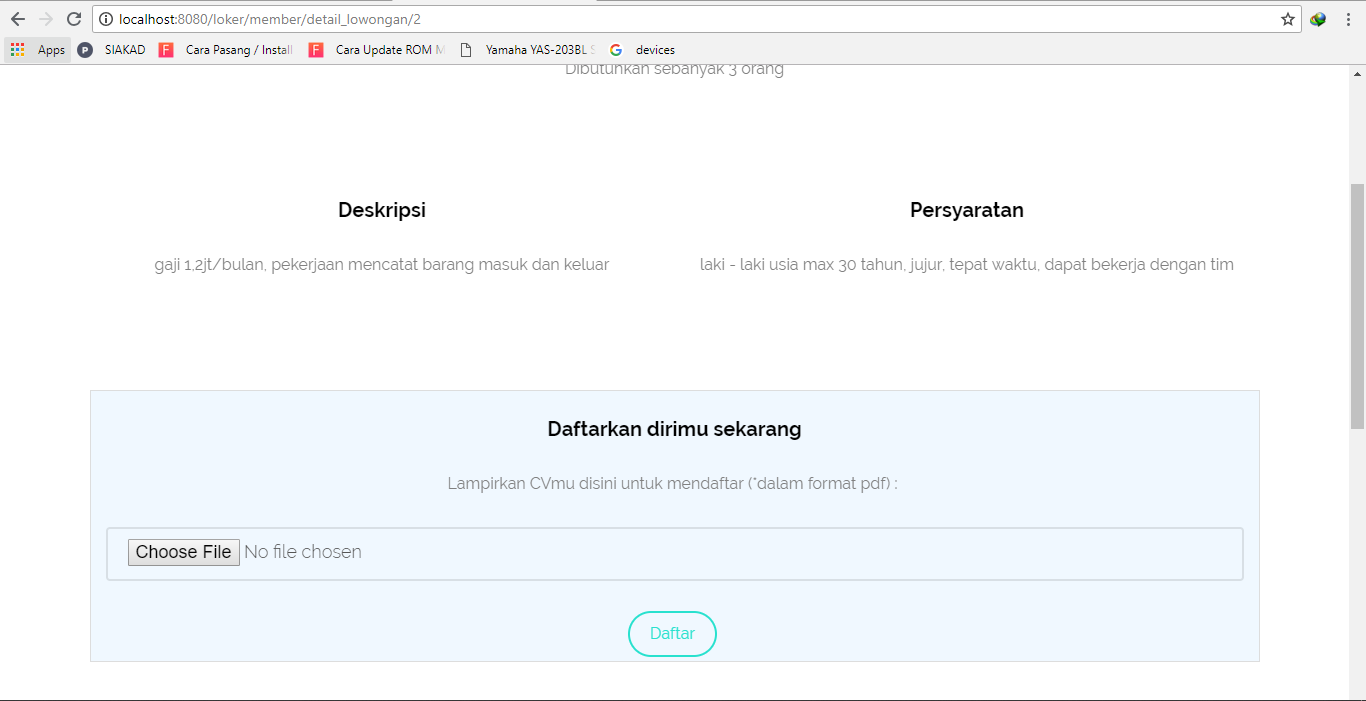 localhost:8080/loker/member/detail_lowongan/2
Apps SIAKAD Cara Pasang / Install Cara Update ROM M Yamaha YAS-203BL S devices
Dibutuhkan sebanyak 3 orang
Deskripsi
gaji 1,2jt/bulan, pekerjaan mencatat barang masuk dan keluar
Persyaratan
laki - laki usia max 30 tahun, jujur, tepat waktu, dapat bekerja dengan tim
Daftarkan dirimu sekarang
Lampirkan CVmu disini untuk mendaftar (*dalam format pdf) :
Choose File No file chosen
Daftar